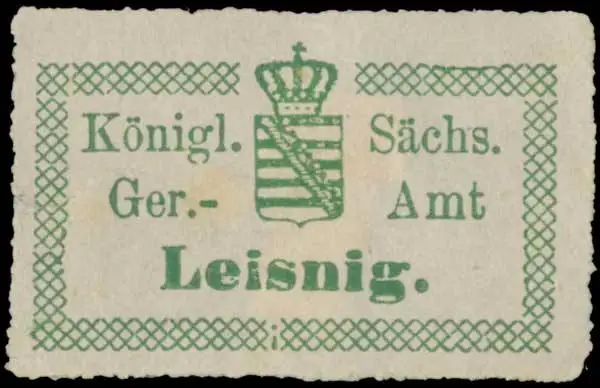 Königl. Sächs.
Ger.- Amt
Leisnig.